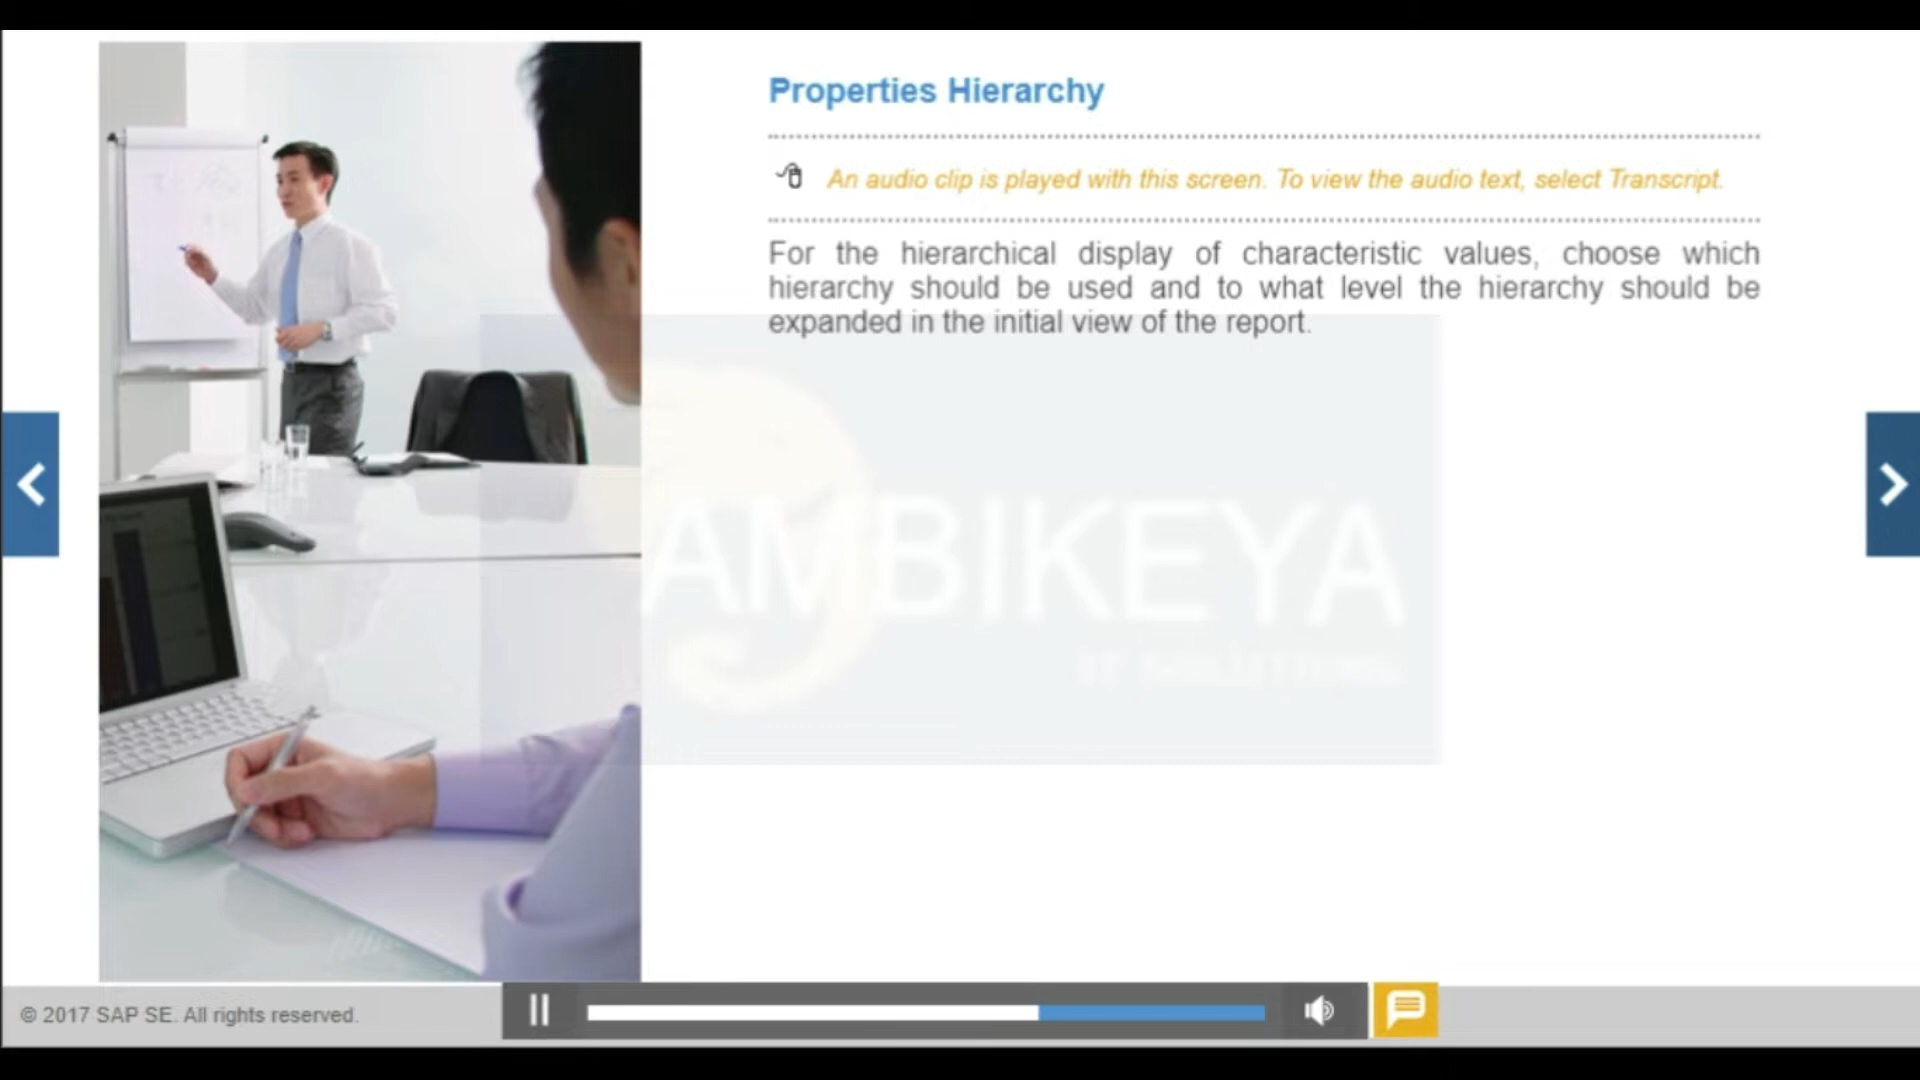 Properties Hierarchy
An audio clip is played with this screen. To view the audio text, select Transcript.
For the hierarchical display of characteristic values, choose which
hierarchy should be used and to what level the hierarchy should be
expanded in the initial view of the report.
AMBIKEYA
IT SOLUTIONS
© 2017 SAP SE. All rights reserved.